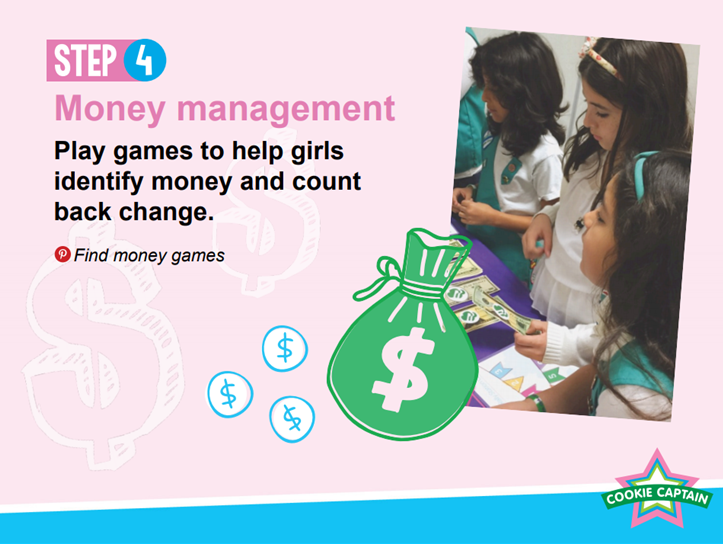 STEP 4
Money management
Play games to help girls
identify money and count
back change.
Find money games
COOKIE CAPTAIN